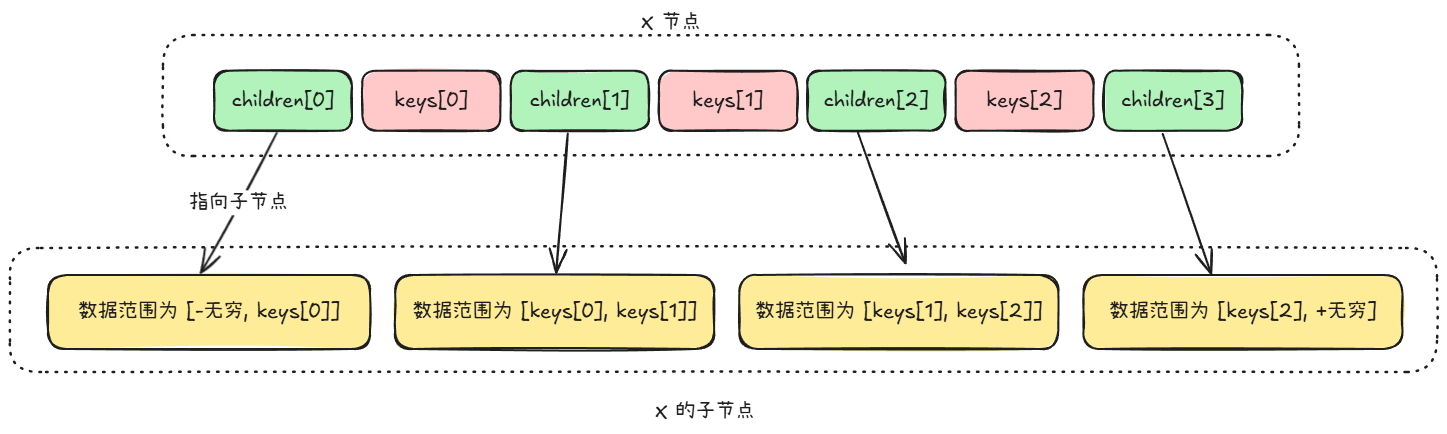 x 节点
children[0]
keys[0]
children[1]
keys[1]
children[2]
keys[2]
children[3]
指向子节点
数据范围为 [-无穷, keys[0]]
数据范围为 [keys[0], keys[1]]
数据范围为 [keys[1], keys[2]]
数据范围为 [keys[2], +无穷]
x 的子节点